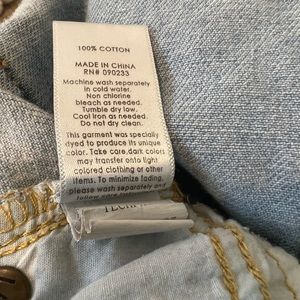 100% COTTON
MADE IN CHINA
RN# 090233
Machine wash separately
in cold water.
Non chlorine
bleach as needed.
Tumble dry low.
Cool iron as needed.
Do not dry clean.
This garment was specially
dyed to produce its unique
color. Take care, dark colors
may transfer onto light
colored clothing or other
items. To minimize fading,
please wash separately and
follow care instructions